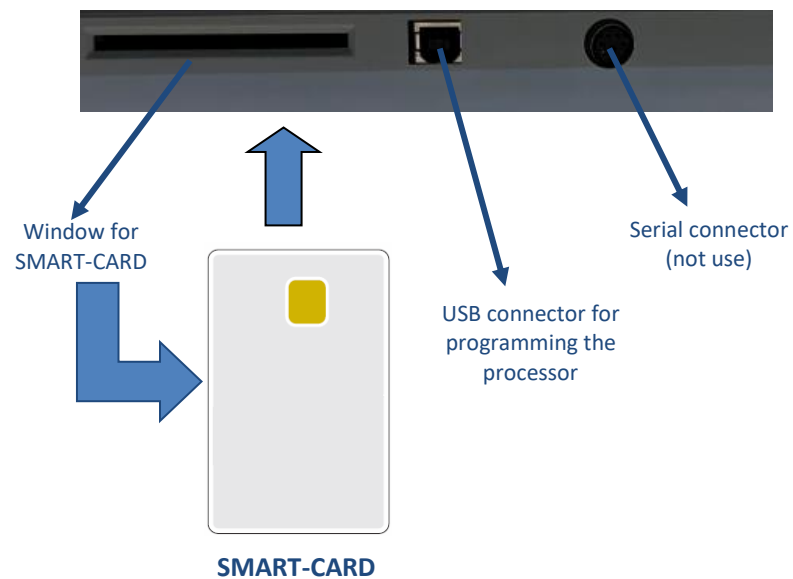 Window for
SMART-CARD
Serial connector
(not use)
USB connector for
programming the
processor
SMART-CARD